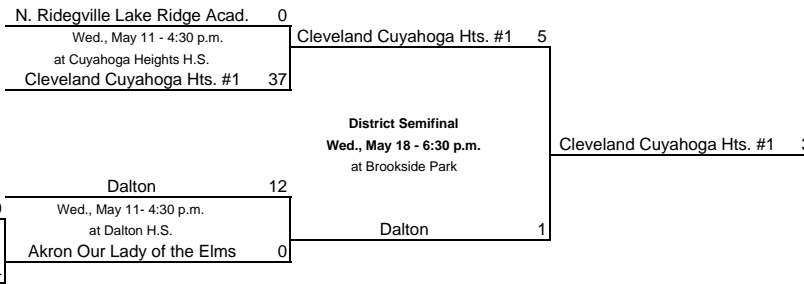 N. Ridegville Lake Ridge Acad. 0
Wed., May 11 - 4:30 p.m.
at Cuyahoga Heights H.S.
Cleveland Cuyahoga Hts. #1 37
Cleveland Cuyahoga Hts. #1 5
District Semifinal
Wed., May 18 - 6:30 p.m.
at Brookside Park
Cleveland Cuyahoga Hts. #1
Dalton 12
Wed., May 11- 4:30 p.m.
at Dalton H.S.
Akron Our Lady of the Elms 0
Dalton 1